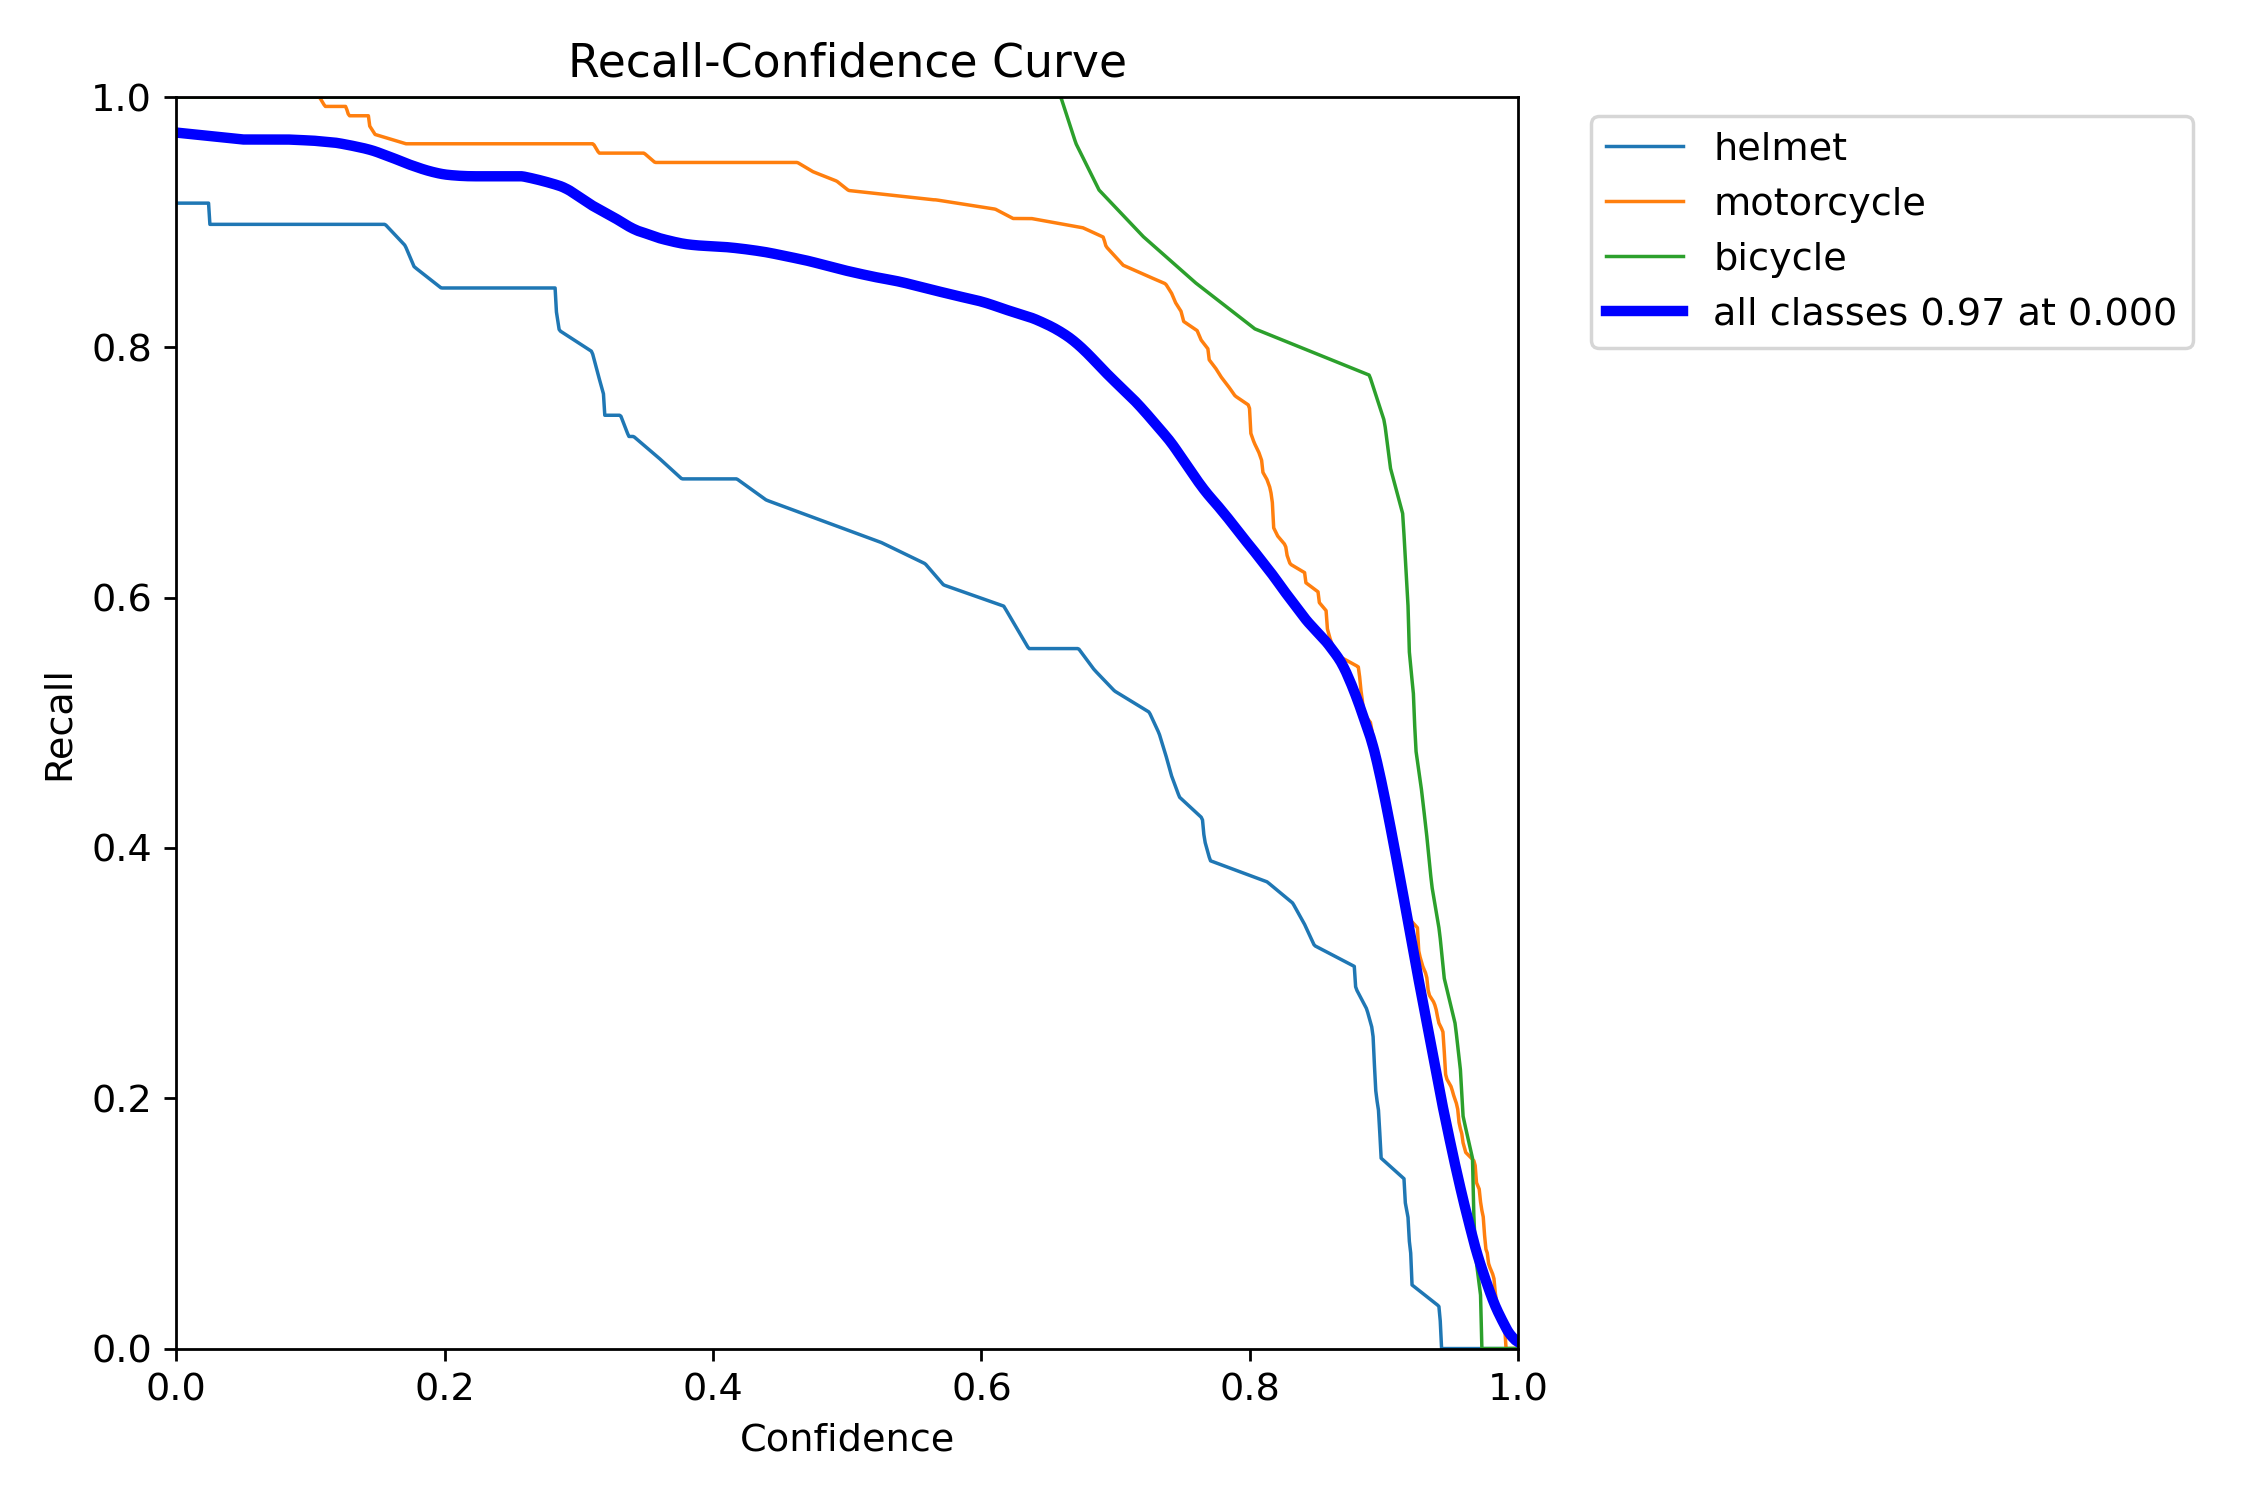 Recall-Confidence Curve
1.0
0.8
0.6
0.4
0.2
0.0
Recall
0.0 0.2 0.4 0.6 0.8 1.0
Confidence
helmet
motorcycle
bicycle
all classes 0.97 at 0.000